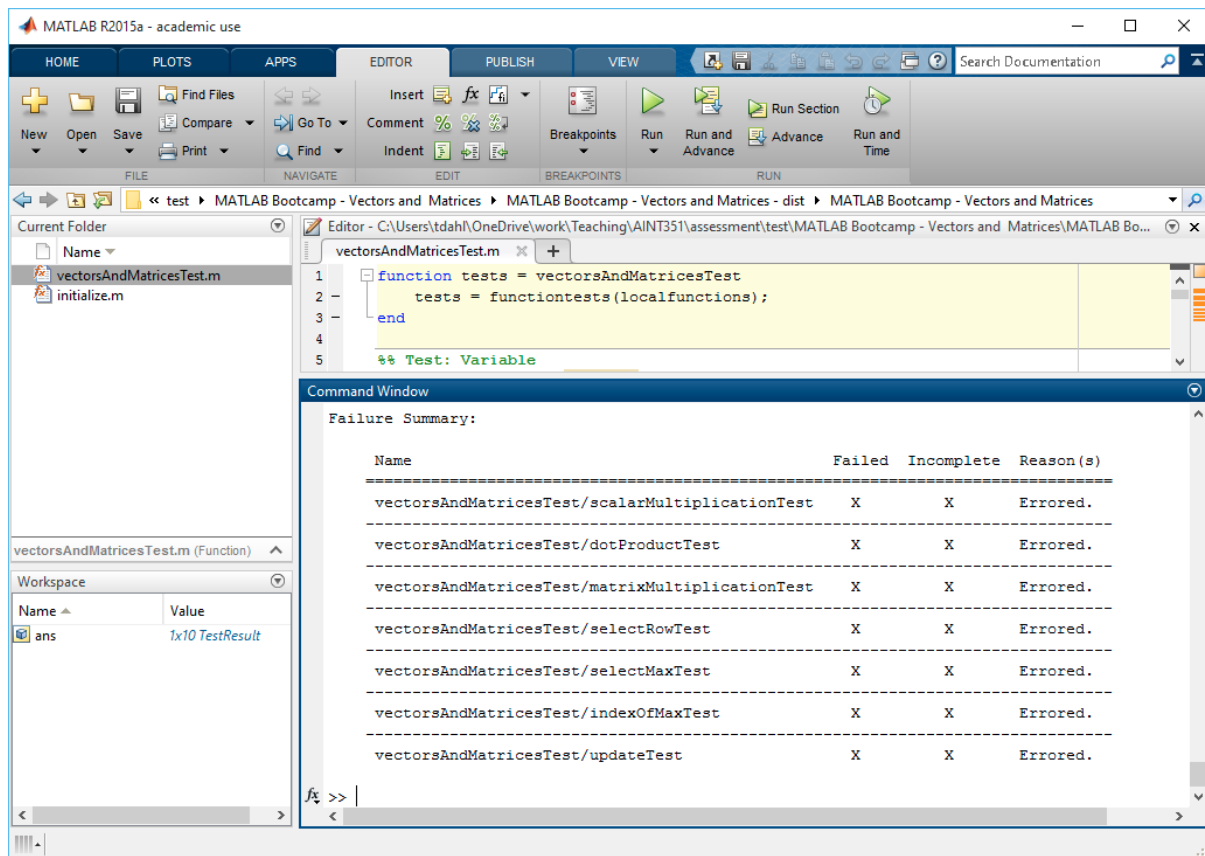 MATLAB R2015a - academic use
HOME PLOTS APPS EDITOR PUBLISH VIEW Search Documentation
New Open Save Find Files Compare Print
FILE
Go To Find
NAVIGATE
Insert fx
Comment %
Indent
EDIT
Breakpoints
BREAKPOINTS
Run Run and Advance Run Section Advance Run and Time
RUN
« test MATLAB Bootcamp - Vectors and Matrices MATLAB Bootcamp - Vectors and Matrices - dist MATLAB Bootcamp - Vectors and Matrices
Current Folder
Name
vectorsAndMatricesTest.m
initialize.m
vectorsAndMatricesTest.m (Function)
Workspace
Name Value
ans 1x10 TestResult
Editor - C:\Users\tdahl\OneDrive\work\Teaching\AINT351\assessment\test\MATLAB Bootcamp - Vectors and Matrices\MATLAB Bo...
vectorsAndMatricesTest.m
1 function tests = vectorsAndMatricesTest
2 – tests = functiontests(localfunctions);
3 – end
4
5 %% Test: Variable
Command Window
Failure Summary:
Name Failed Incomplete Reason(s)
==================================================================
vectorsAndMatricesTest/scalarMultiplicationTest X X Errored.
------------------------------------------------------------------
vectorsAndMatricesTest/dotProductTest X X Errored.
------------------------------------------------------------------
vectorsAndMatricesTest/matrixMultiplicationTest X X Errored.
------------------------------------------------------------------
vectorsAndMatricesTest/selectRowTest X X Errored.
------------------------------------------------------------------
vectorsAndMatricesTest/selectMaxTest X X Errored.
------------------------------------------------------------------
vectorsAndMatricesTest/indexOfMaxTest X X Errored.
------------------------------------------------------------------
vectorsAndMatricesTest/updateTest X X Errored.
fx >>